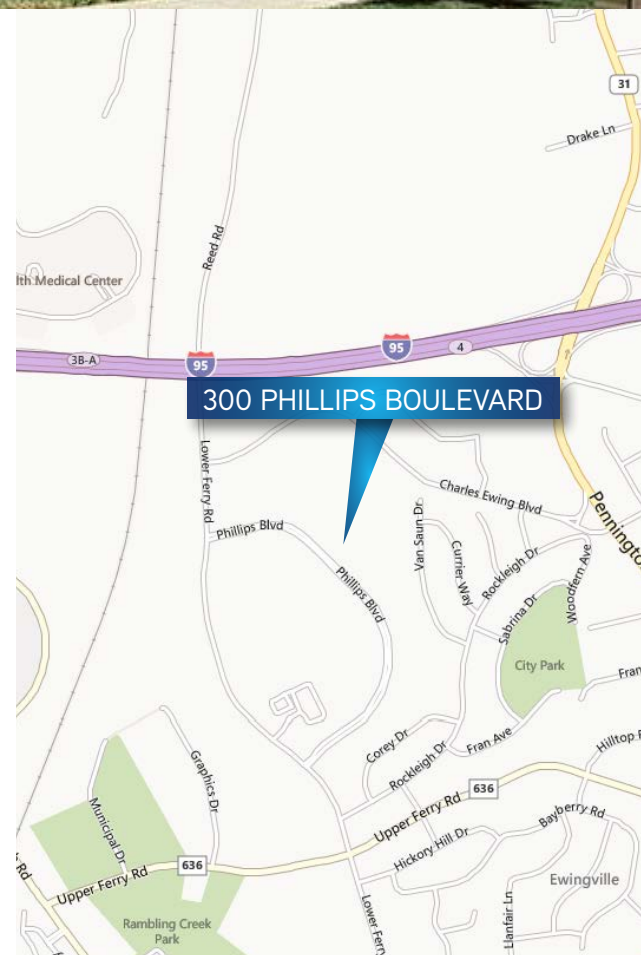 31
Drake Ln
Reed Rd
lth Medical Center
3B-A
95
95
4
300 PHILLIPS BOULEVARD
Lower Ferry Rd
Phillips Blvd
Phillips Blvd
Charles Ewing Blvd
Van Saun Dr
Currier Way
Rockleigh Dr
Woodfern Ave
Sabrina Dr
Pennington
City Park
Fran
Fran Ave
Corey Dr
Rockleigh Dr
Hilltop
636
Upper Ferry Rd
Bayberry Rd
Hickory Hill Dr
Graphics Dr
Municipal Dr
636
Upper Ferry Rd
Rd
Ewingville
Llanfair Ln
Lower Ferry
Rambling Creek
Park